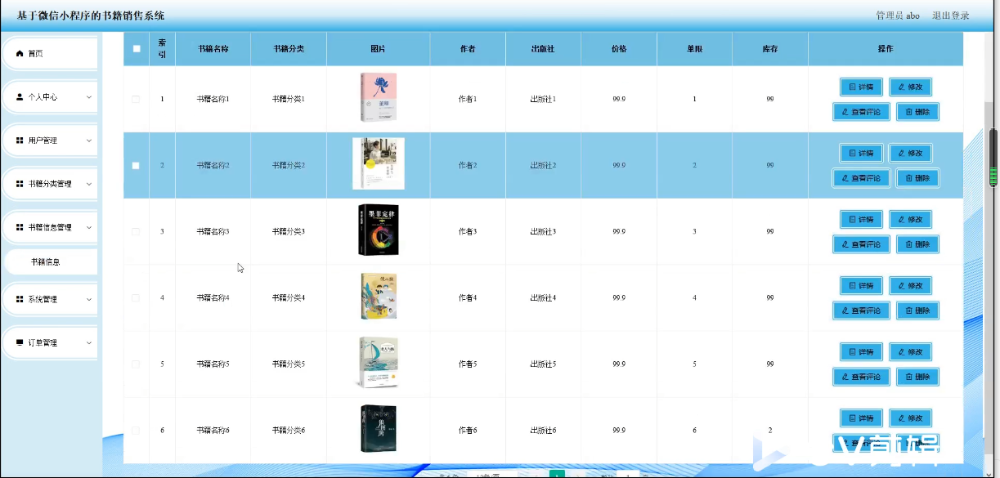 基于微信小程序的书籍销售系统
管理员 abo 退出登录
首页
个人中心
用户管理
书籍分类管理
书籍信息管理
书籍信息
系统管理
订单管理
索引 书籍名称 书籍分类 图片 作者 出版社 价格 单限 库存 操作
1 书籍名称1 书籍分类1 作者1 出版社1 99.9 1 99 详情 修改
查看评论 删除
2 书籍名称2 书籍分类2 作者2 出版社2 99.9 2 99 详情 修改
查看评论 删除
3 书籍名称3 书籍分类3 墨菲定律 作者3 出版社3 99.9 3 99 详情 修改
查看评论 删除
4 书籍名称4 书籍分类4 作者4 出版社4 99.9 4 99 详情 修改
查看评论 删除
5 书籍名称5 书籍分类5 作者5 出版社5 99.9 5 99 详情 修改
查看评论 删除
6 书籍名称6 书籍分类6 作者6 出版社6 99.9 6 2 详情 修改